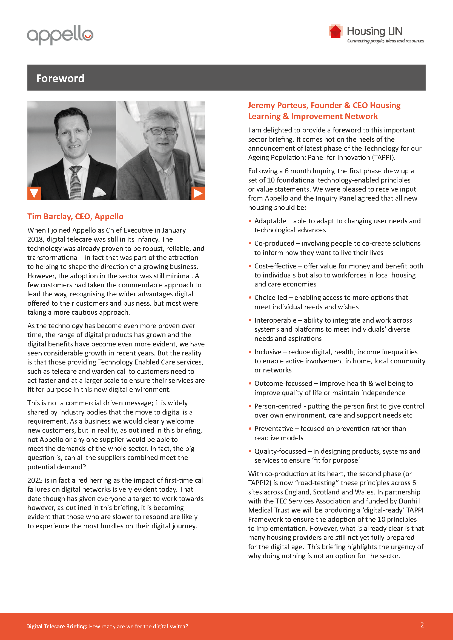 appello
Housing LIN
Connecting people, ideas and resources
Foreword
Tim Barclay, CEO, Appello
When I joined Appello as Chief Executive in January
2018, digital telecare was still in its infancy. The
technology was already proven to be robust, reliable, and
transformational – in fact that was part of the attraction
to helping to shape the direction of a growing business.
However, the adoption in the sector was still minimal. A
few customers had taken the commendable approach to
lead the way, recognising the wider advantages digital
offered to their customers and business, but most were
taking a more cautious approach.
As the technology has become even more proven over
time, the range of digital products has grown and the
digital benefits have become even more evident, we have
seen considerable growth in recent years. But the reality
is that those providing Technology Enabled Care services,
such as telecare and warden call to customers need to
act faster and at a larger scale to ensure their services are
fit for purpose in this new digital environment.
This is not a commercial driven message; it is widely
shared by industry bodies that the move to digital is a
requirement. As a business we would clearly welcome
new customers, but in reality, as outlined in this briefing,
not Appello or any one supplier would be able to
meet the demands of the whole sector. In fact, the big
question is, can all the suppliers combined meet the
potential demand?
2025 is in fact a red herring as the impact of first-time call
failures on digital networks is very evident today. That
date though has given everyone a target to work towards
however, as outlined in this briefing, it is becoming
evident that those who are slower to respond are likely
to experience the most hurdles on their digital journey.
Jeremy Porteus, Founder & CEO Housing
Learning & Improvement Network
I am delighted to provide a foreword to this important
sector briefing. It comes hot on the heels of the
announcement of latest phase of the Technology for our
Ageing Population: Panel for Innovation (TAPPI).
Following a 6 month Inquiry, the first phase drew up a
set of 10 foundational technology-enabled principles
or value statements. We were pleased to receive input
from Appello and the Inquiry Panel agreed that all new
housing should be:
• Adaptable – able to adapt to changing user needs and
technological advances
• Co-produced – involving people to co-create solutions
to inform how they want to live their lives
• Cost-effective – offer value for money and benefit both
to individuals but also to workforces in local housing
and care economies
• Choice-led – enabling access to more options that
meet individual needs and wishes
• Interoperable – ability to integrate and work across
systems and platforms to meet individuals' diverse
needs and aspirations
• Inclusive – reduce digital, health, income inequalities
to enable active involvement in home, local community
or networks
• Outcome-focussed – improve health & wellbeing to
improve quality of life or maintain independence
• Person-centred - putting the person first to give control
over own environment, care and support needs etc
• Preventative – focussed on prevention rather than
reactive models
• Quality-focussed – in designing products, systems and
services to ensure 'fit for purpose'
With co-production at its heart, the second phase (or
TAPPI2) is now "road-testing" these principles across 6
sites across England, Scotland and Wales. In partnership
with the TEC Services Association and funded by Dunhill
Medical Trust we will be producing a 'digital-ready' TAPPI
Framework to ensure the adoption of the 10 principles
to implementation. However, what is already clear is that
many housing providers are still not yet fully prepared
for the digital age. This briefing highlights the urgency of
why doing nothing is not an option for the sector.
Digital Telecare Briefing: How ready are we for the digital switch?
2